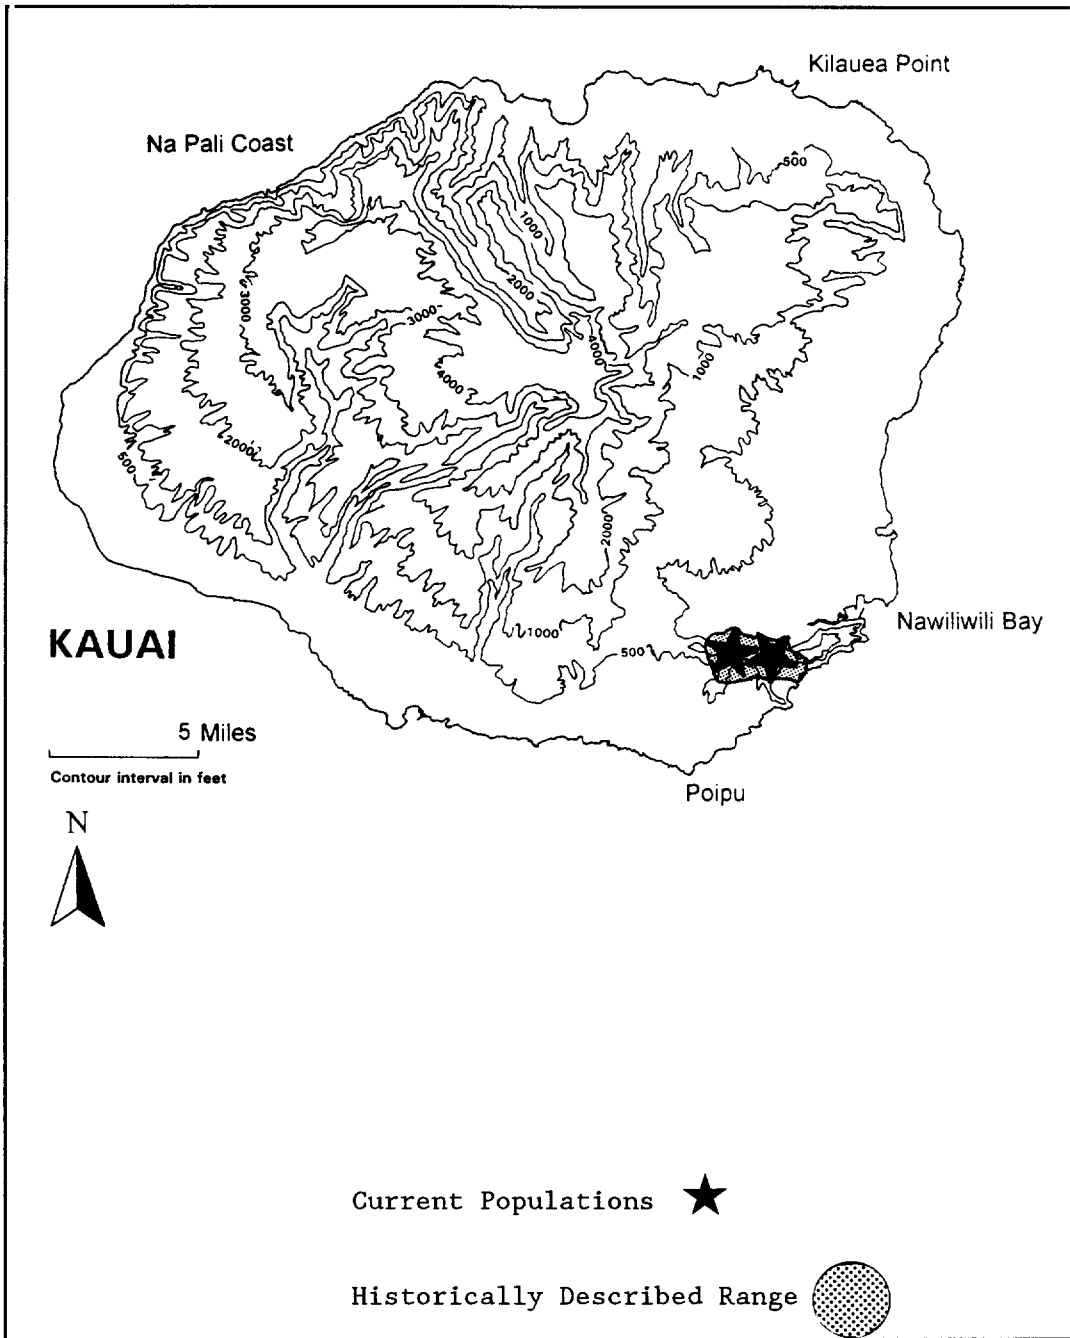 Kilauea Point
Na Pali Coast
500
1000
2000
3000
3000
4000
4000
1000
2000
500
2000
1000
500
Nawiliwili Bay
KAUAI
5 Miles
Contour interval in feet
Poipu
N
Current Populations
Historically Described Range